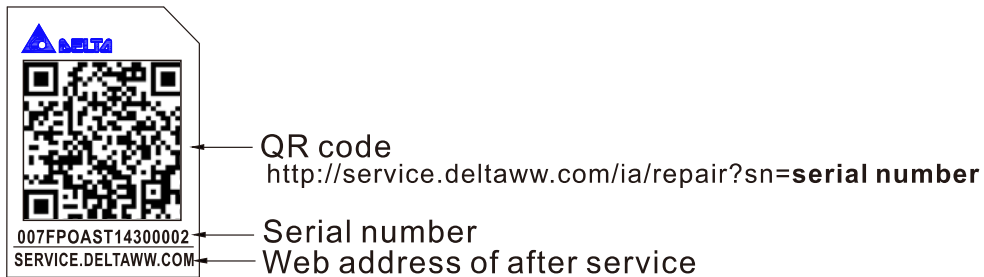 DELTA
QR code
http://service.deltaww.com/ia/repair?sn=serial number
007FPOAST14300002
Serial number
SERVICE.DELTAWW.COM
Web address of after service